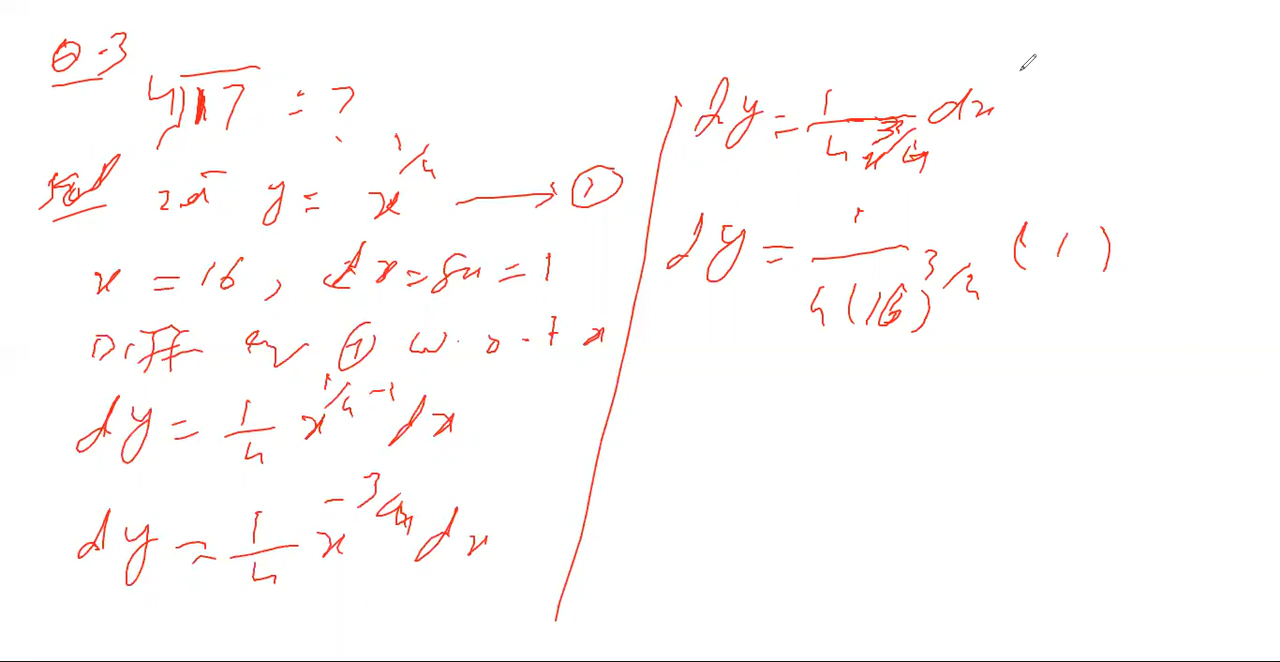 Q-3
∜17 = ?
Sol let y = x^1/4 → ①
x = 16, dx = δx = 1
Diff eq ① w.r.t x
dy = 1/4 x^1/4-1 dx
dy = 1/4 x^-3/4 dx
dy = 1/4x^3/4 dx
dy = 1/4(16)^3/4 (1)